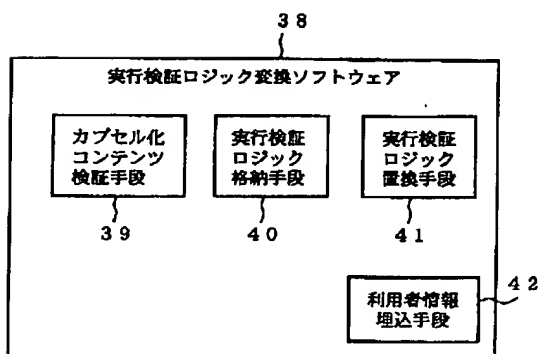 38
実行検証ロジック変換ソフトウェア
カプセル化
コンテンツ
検証手段
39
実行検証
ロジック
格納手段
40
実行検証
ロジック
置換手段
41
利用者情報
埋込手段
42